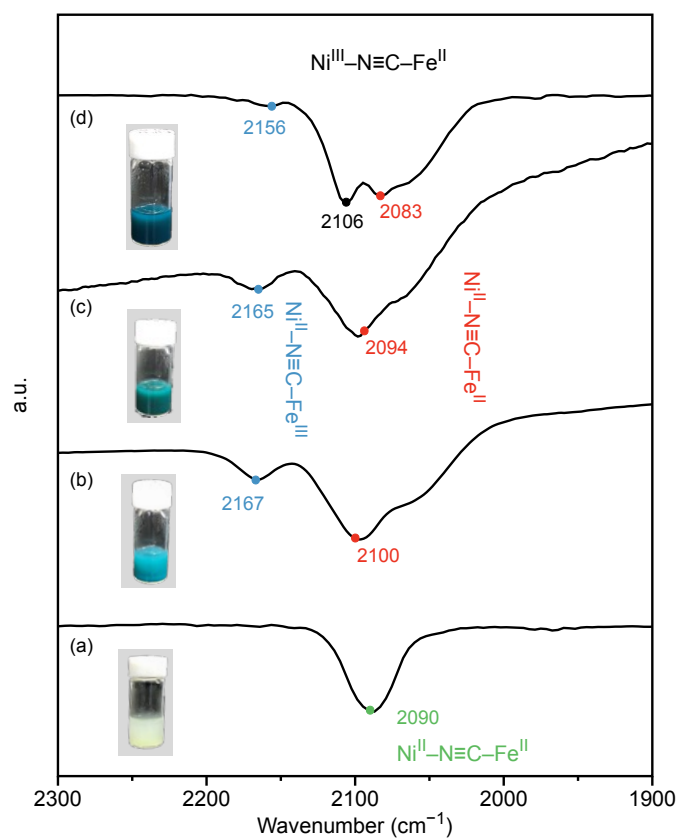 Ni^III–N≡C–Fe^II
(d)
2156
2106
2083
(c)
2165
2094
Ni^II–N≡C–Fe^III
Ni^II–N≡C–Fe^II
a.u.
(b)
2167
2100
(a)
2090
Ni^II–N≡C–Fe^II
2300
2200
2100
2000
1900
Wavenumber (cm⁻¹)